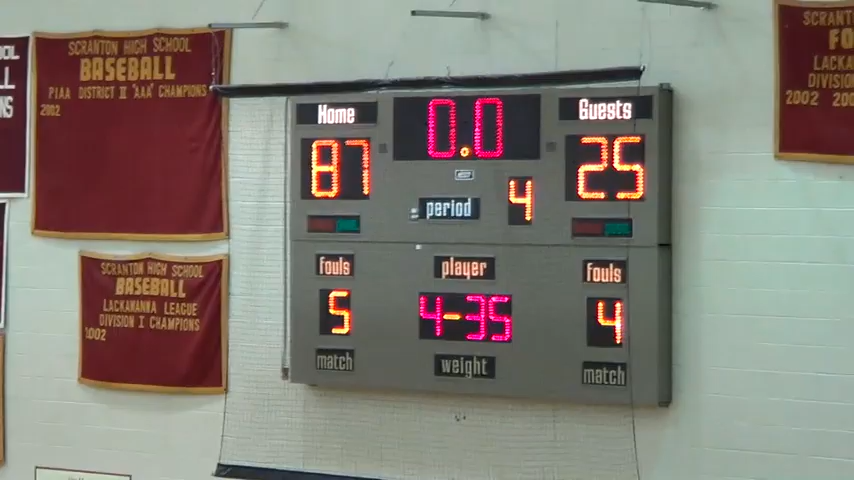 SCRANTON HIGH SCHOOL
BASEBALL
PIAA DISTRICT II "AAA" CHAMPIONS
2002
SCRANTON HIGH SCHOOL
BASEBALL
LACKAWANNA LEAGUE
DIVISION I CHAMPIONS
2002
Home 0.0 Guests
87 25
period 4
fouls player fouls
5 4-35 4
match weight match
SCRANTON
FO
LACKA
DIVISION
2002 200